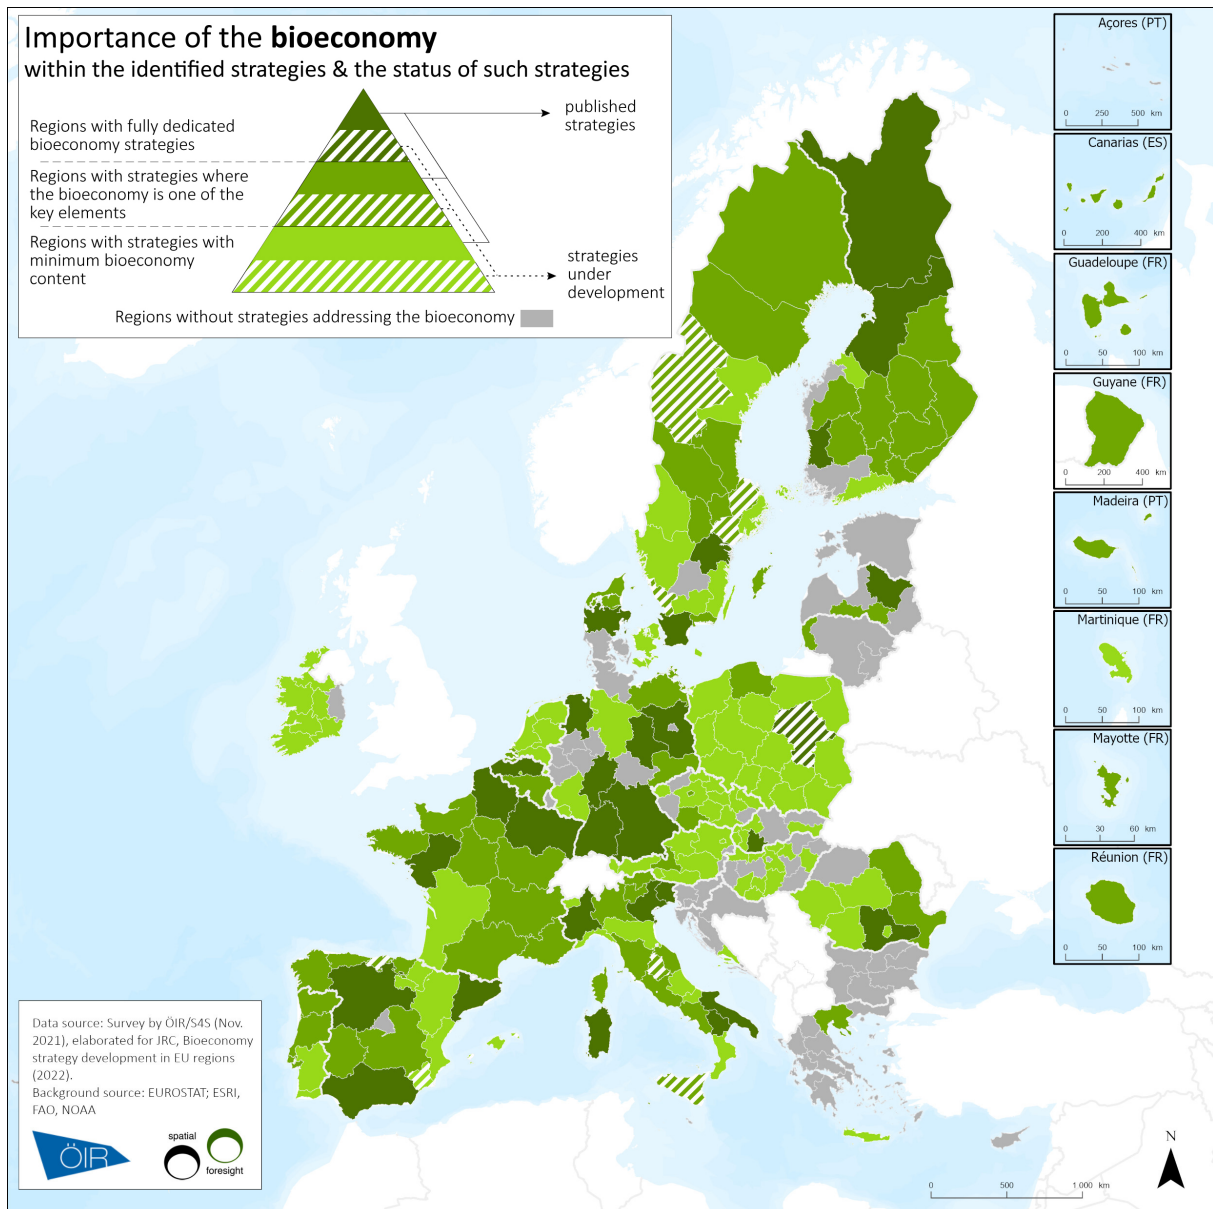 Importance of the bioeconomy
within the identified strategies & the status of such strategies
Regions with fully dedicated
bioeconomy strategies
Regions with strategies where
the bioeconomy is one of the
key elements
Regions with strategies with
minimum bioeconomy
content
published
strategies
strategies
under
development
Regions without strategies addressing the bioeconomy
Açores (PT)
0 250 500 km
Canarias (ES)
0 200 400 km
Guadeloupe (FR)
0 50 100 km
Guyane (FR)
0 200 400 km
Madeira (PT)
0 50 100 km
Martinique (FR)
0 50 100 km
Mayotte (FR)
0 30 60 km
Réunion (FR)
0 50 100 km
Data source: Survey by ÖIR/S4S (Nov.
2021), elaborated for JRC, Bioeconomy
strategy development in EU regions
(2022).
Background source: EUROSTAT; ESRI,
FAO, NOAA
ÖIR
spatial
foresight
N
0 500 1 000 km